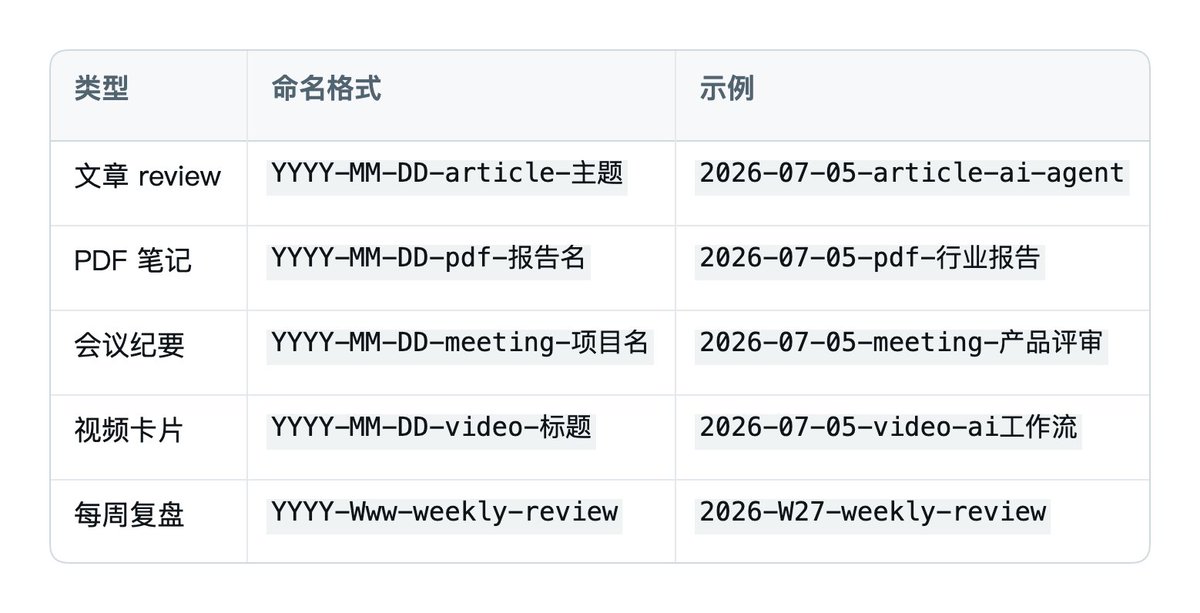 类型 命名格式 示例
文章 review YYYY-MM-DD-article-主题 2026-07-05-article-ai-agent
PDF 笔记 YYYY-MM-DD-pdf-报告名 2026-07-05-pdf-行业报告
会议纪要 YYYY-MM-DD-meeting-项目名 2026-07-05-meeting-产品评审
视频卡片 YYYY-MM-DD-video-标题 2026-07-05-video-ai工作流
每周复盘 YYYY-Www-weekly-review 2026-W27-weekly-review